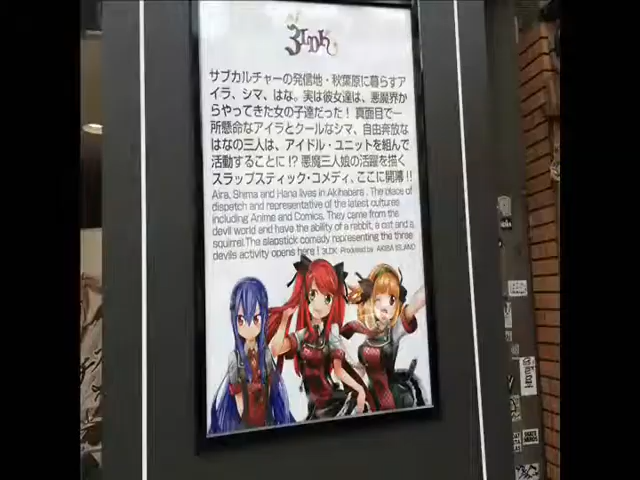 3LDK
サブカルチャーの発信地・秋葉原に暮らすア
イラ、シマ、はな。実は彼女達は、悪魔界か
らやってきた女の子達だった！真面目で一
所懸命なアイラとクールなシマ、自由奔放な
はなの三人は、アイドル・ユニットを組んで
活動することに!? 悪魔三人娘の活躍を描く
スラップスティック・コメディ、ここに開幕!!
Aira, Shima and Hana lives in Akihabara. The place of
dispatch and representative of the latest cultures
including Anime and Comics. They came from the
devil world and have the ability of a rabbit, a cat and a
squirrel. The slapstick comedy representing the three
devils activity opens here! 3LDK Produced by AKIBA ISLAND